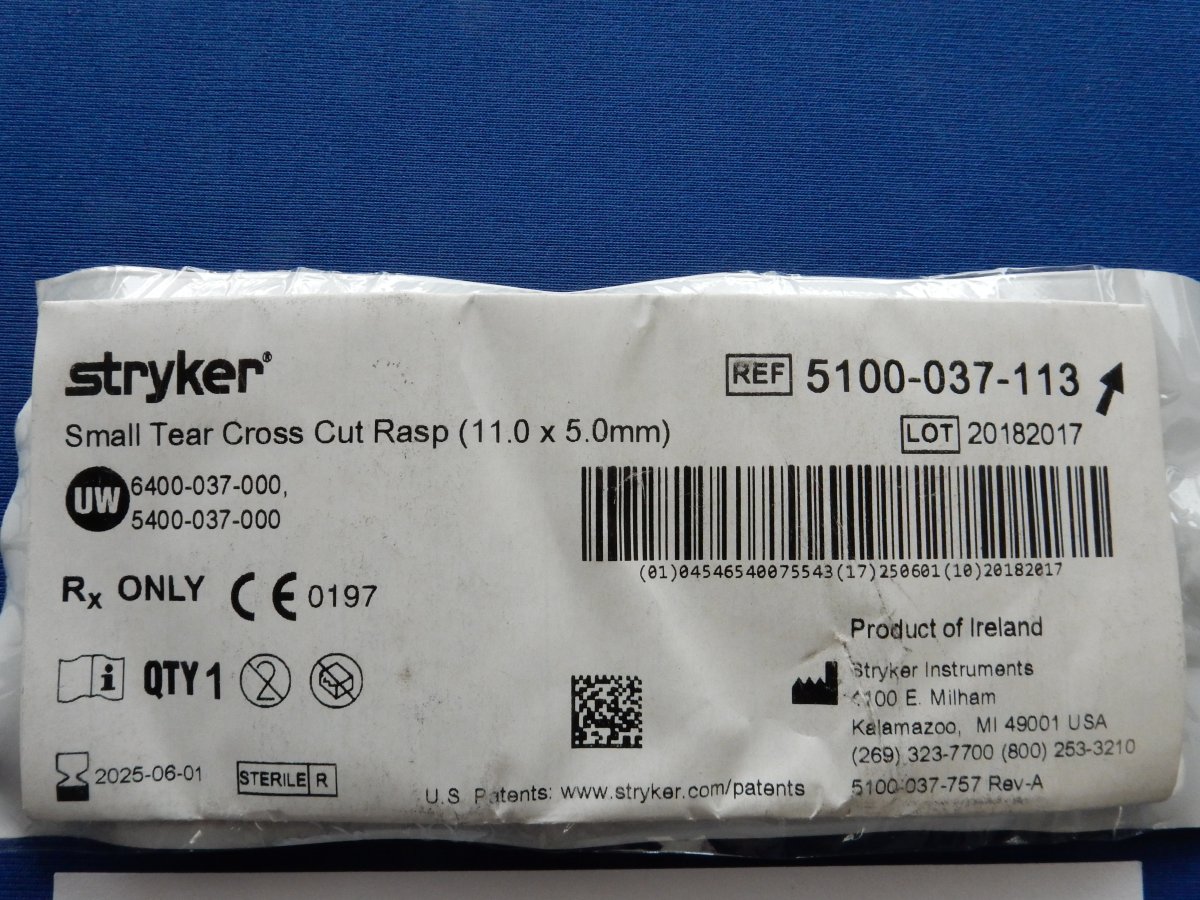 stryker®
REF 5100-037-113
Small Tear Cross Cut Rasp (11.0 x 5.0mm)
LOT 20182017
UW 6400-037-000,
5400-037-000
(01)04546540075543(17)250601(10)20182017
Rx ONLY CE 0197
Product of Ireland
i QTY 1 2
Stryker Instruments
4100 E. Milham
Kalamazoo, MI 49001 USA
(269) 323-7700 (800) 253-3210
2025-06-01 STERILE R
U.S. Patents: www.stryker.com/patents
5100-037-757 Rev-A